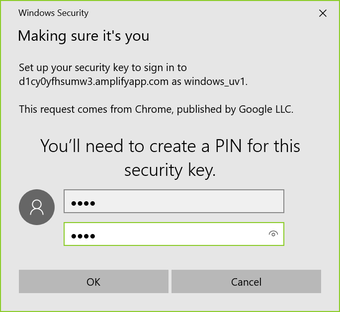 Windows Security
Making sure it's you
Set up your security key to sign in to
d1cy0yfhsumw3.amplifyapp.com as windows_uv1.
This request comes from Chrome, published by Google LLC.
You'll need to create a PIN for this
security key.
●●●●
●●●●
OK Cancel